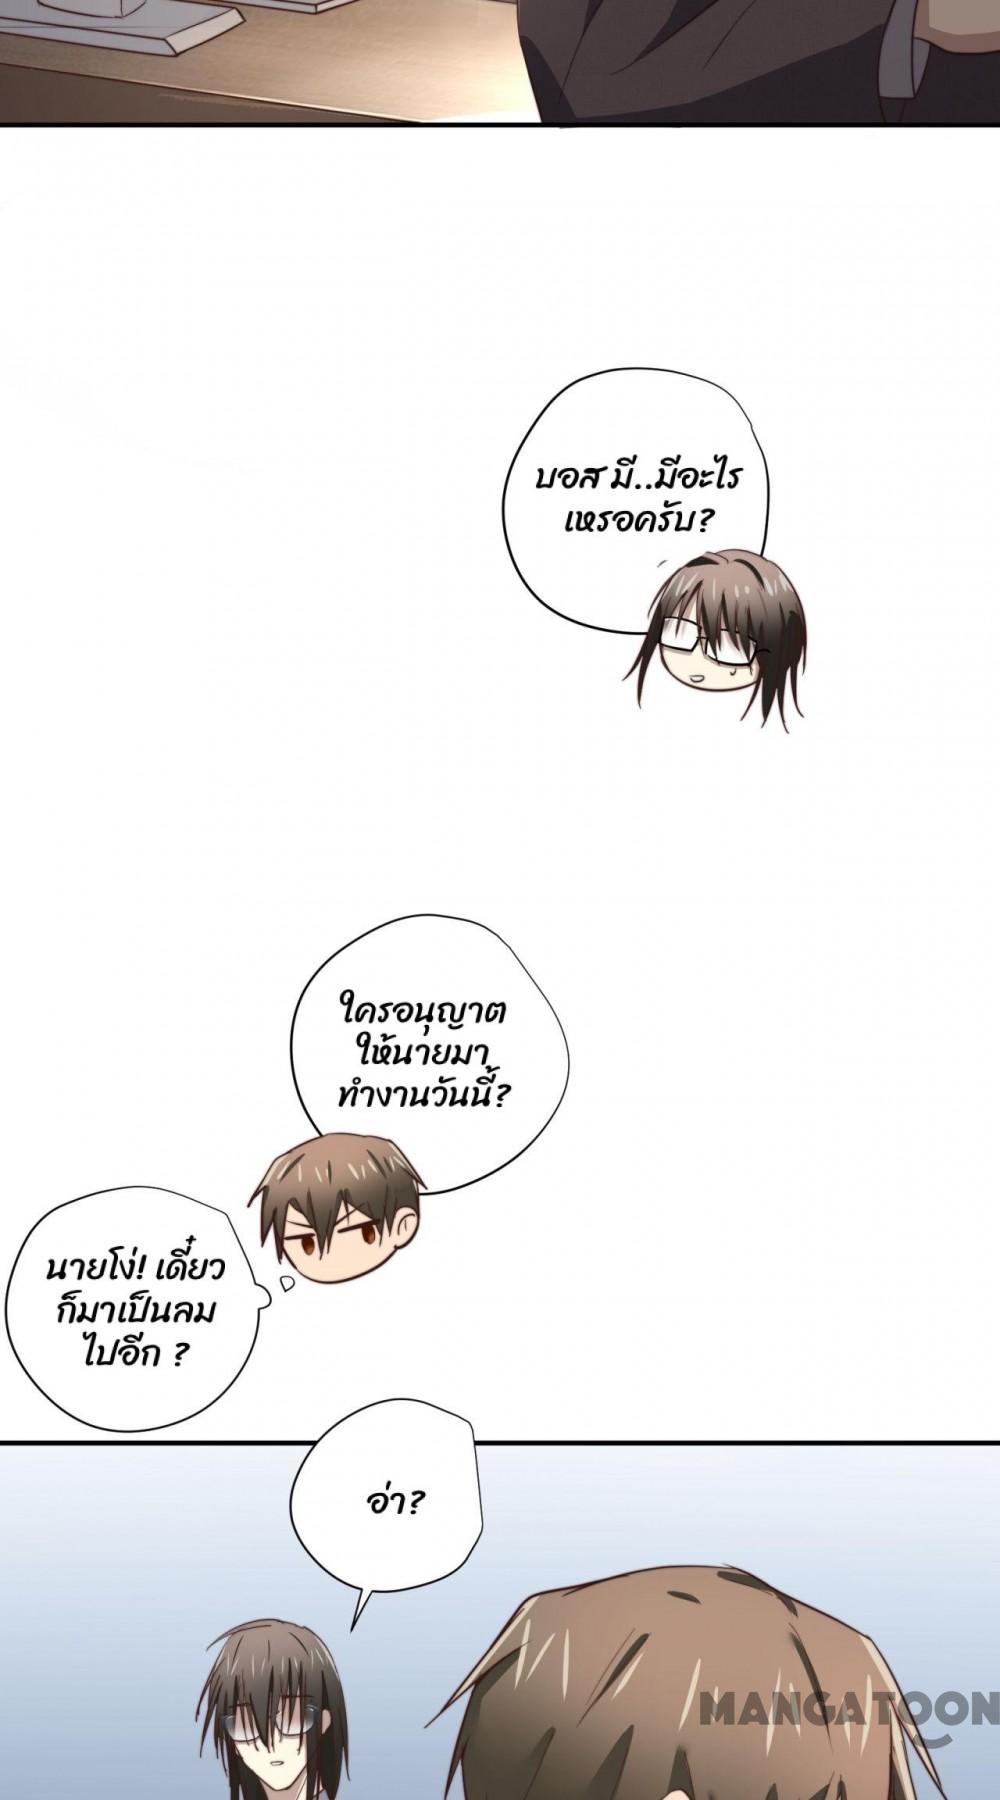 บอส มี..มีอะไร
เหรอครับ?
ใครอนุญาต
ให้นายมา
ทำงานวันนี้?
นายโง่! เดี๋ยว
ก็มาเป็นลม
ไปอีก ?
อ่า?
MANGATOON